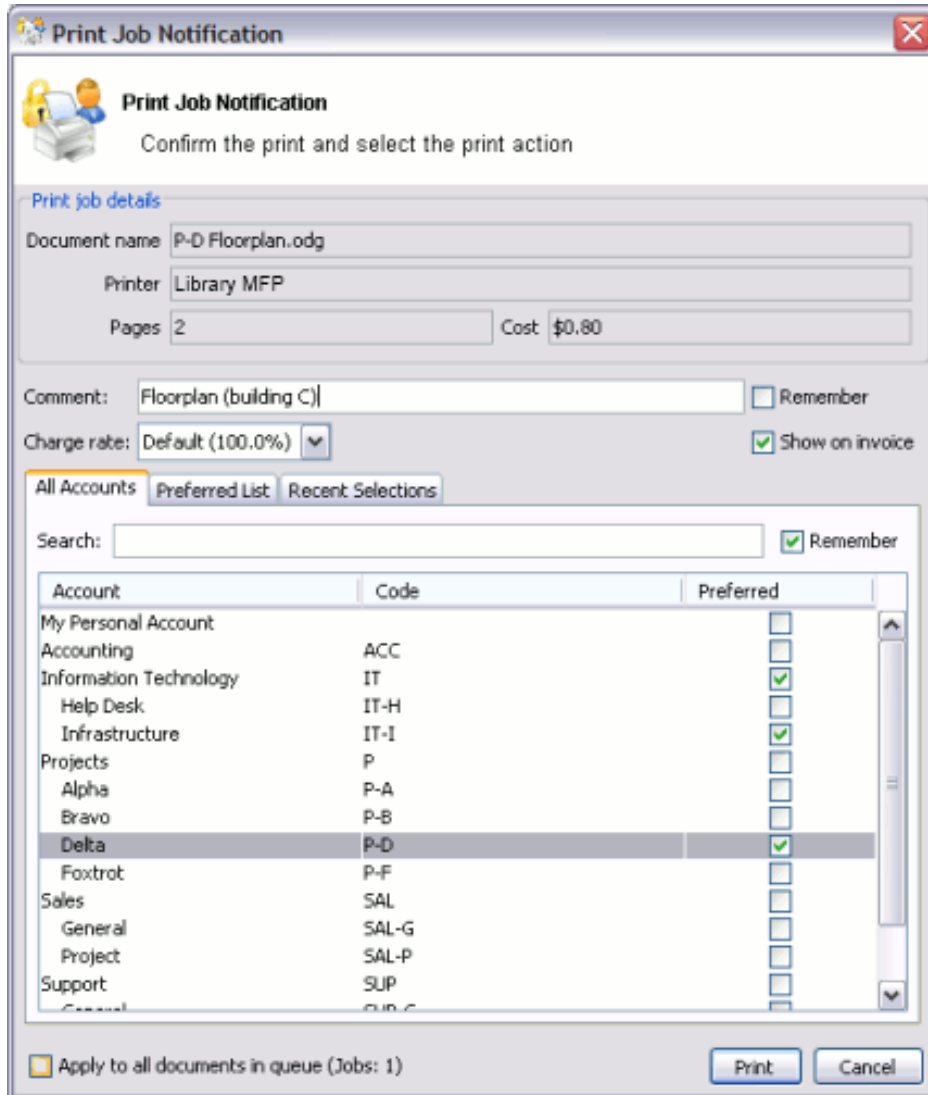 Print Job Notification
Print Job Notification
Confirm the print and select the print action
Print job details
Document name P-D Floorplan.odg
Printer Library MFP
Pages 2 Cost $0.80
Comment: Floorplan (building C) Remember
Charge rate: Default (100.0%) Show on invoice
All Accounts Preferred List Recent Selections
Search: Remember
Account Code Preferred
My Personal Account
Accounting ACC
Information Technology IT
Help Desk IT-H
Infrastructure IT-I
Projects P
Alpha P-A
Bravo P-B
Delta P-D
Foxtrot P-F
Sales SAL
General SAL-G
Project SAL-P
Support SUP
General SUP-G
Apply to all documents in queue (Jobs: 1) Print Cancel